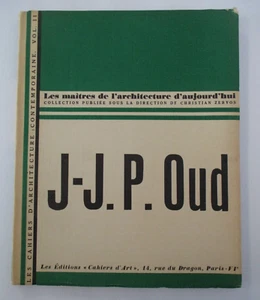 Les maîtres de l'architecture d'aujourd'hui
COLLECTION PUBLIÉE SOUS LA DIRECTION DE CHRISTIAN ZERVOS
J-J.P. Oud
Les Éditions « Cahiers d'Art », 14, rue du Dragon, Paris-VIe
LES CAHIERS D'ARCHITECTURE CONTEMPORAINE. VOL. II